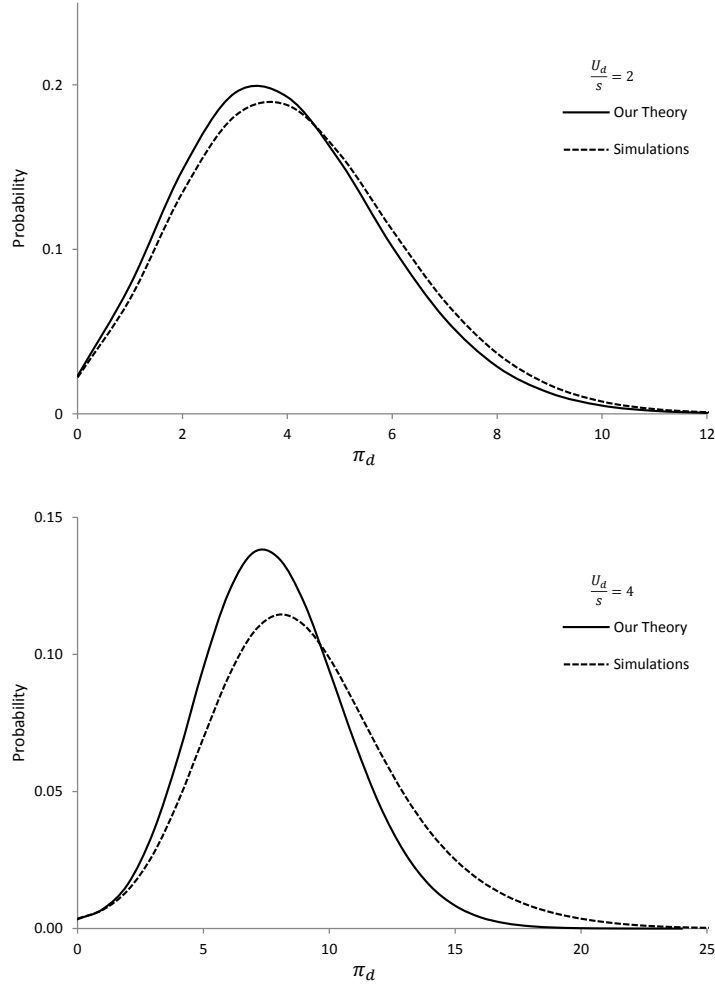 U_d/s = 2
Our Theory
Simulations
Probability
0.2
0.1
0
0 2 4 6 8 10 12
π_d
U_d/s = 4
Our Theory
Simulations
Probability
0.15
0.10
0.05
0.00
0 5 10 15 20 25
π_d